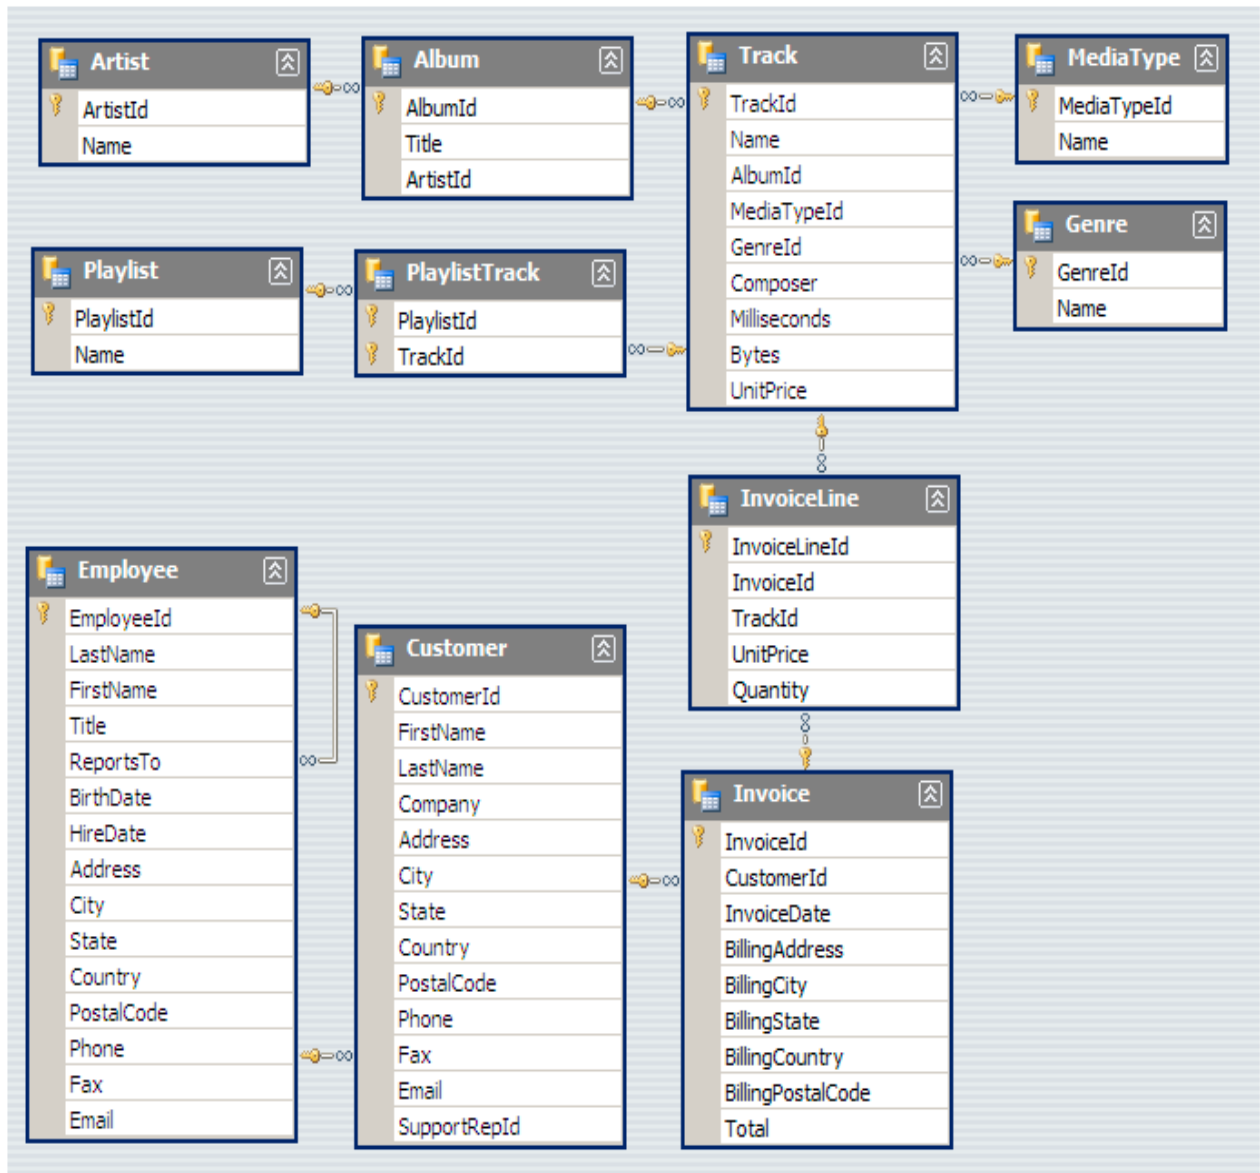 Artist
ArtistId
Name
Album
AlbumId
Title
ArtistId
Track
TrackId
Name
AlbumId
MediaTypeId
GenreId
Composer
Milliseconds
Bytes
UnitPrice
MediaType
MediaTypeId
Name
Genre
GenreId
Name
Playlist
PlaylistId
Name
PlaylistTrack
PlaylistId
TrackId
InvoiceLine
InvoiceLineId
InvoiceId
TrackId
UnitPrice
Quantity
Employee
EmployeeId
LastName
FirstName
Title
ReportsTo
BirthDate
HireDate
Address
City
State
Country
PostalCode
Phone
Fax
Email
Customer
CustomerId
FirstName
LastName
Company
Address
City
State
Country
PostalCode
Phone
Fax
Email
SupportRepId
Invoice
InvoiceId
CustomerId
InvoiceDate
BillingAddress
BillingCity
BillingState
BillingCountry
BillingPostalCode
Total